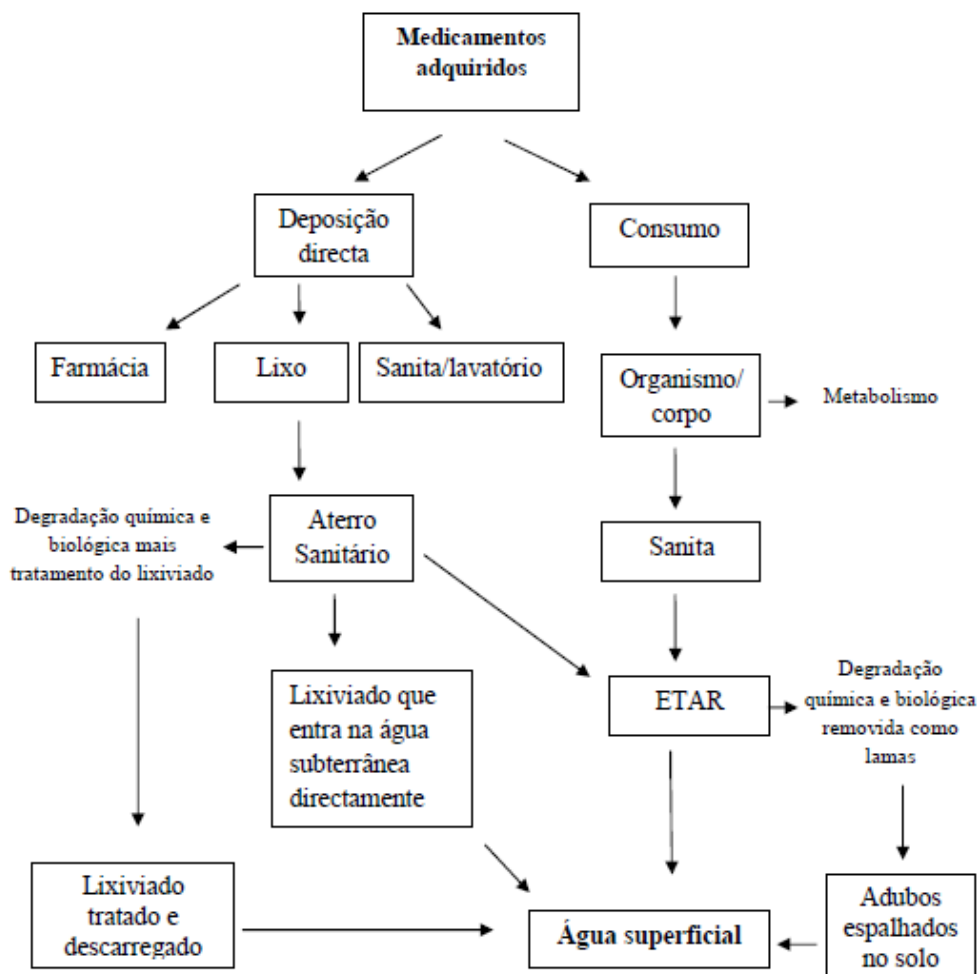 Medicamentos
adquiridos
Deposição
directa
Consumo
Farmácia
Lixo
Sanita/lavatório
Organismo/
corpo
Metabolismo
Degradação química e
biológica mais
tratamento do lixiviado
Aterro
Sanitário
Sanita
Lixiviado que
entra na água
subterrânea
directamente
ETAR
Degradação
química e biológica
removida como
lamas
Lixiviado
tratado e
descarregado
Água superficial
Adubos
espalhados
no solo